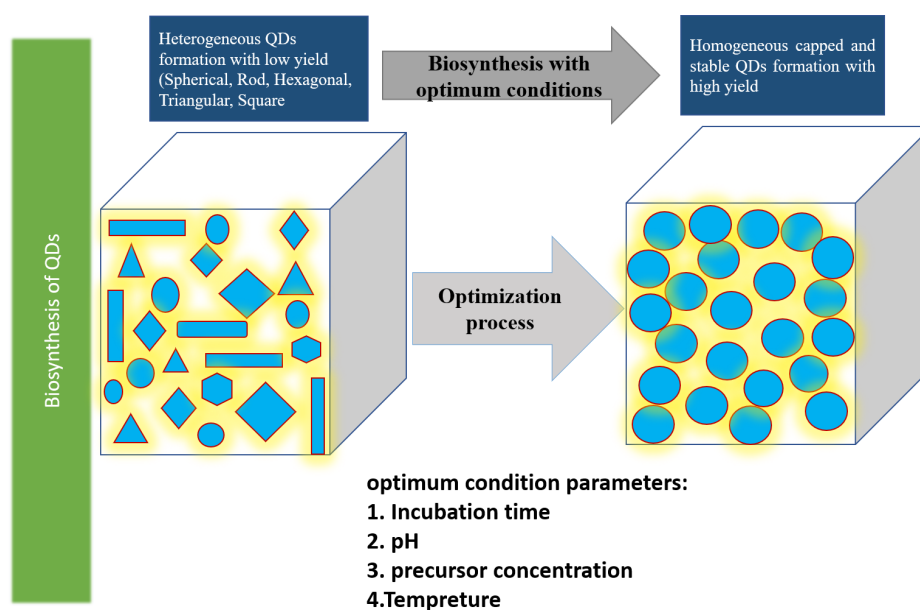 Biosynthesis of QDs
Heterogeneous QDs
formation with low yield
(Spherical, Rod, Hexagonal,
Triangular, Square
Biosynthesis with
optimum conditions
Homogeneous capped and
stable QDs formation with
high yield
Optimization
process
optimum condition parameters:
1. Incubation time
2. pH
3. precursor concentration
4.Tempreture